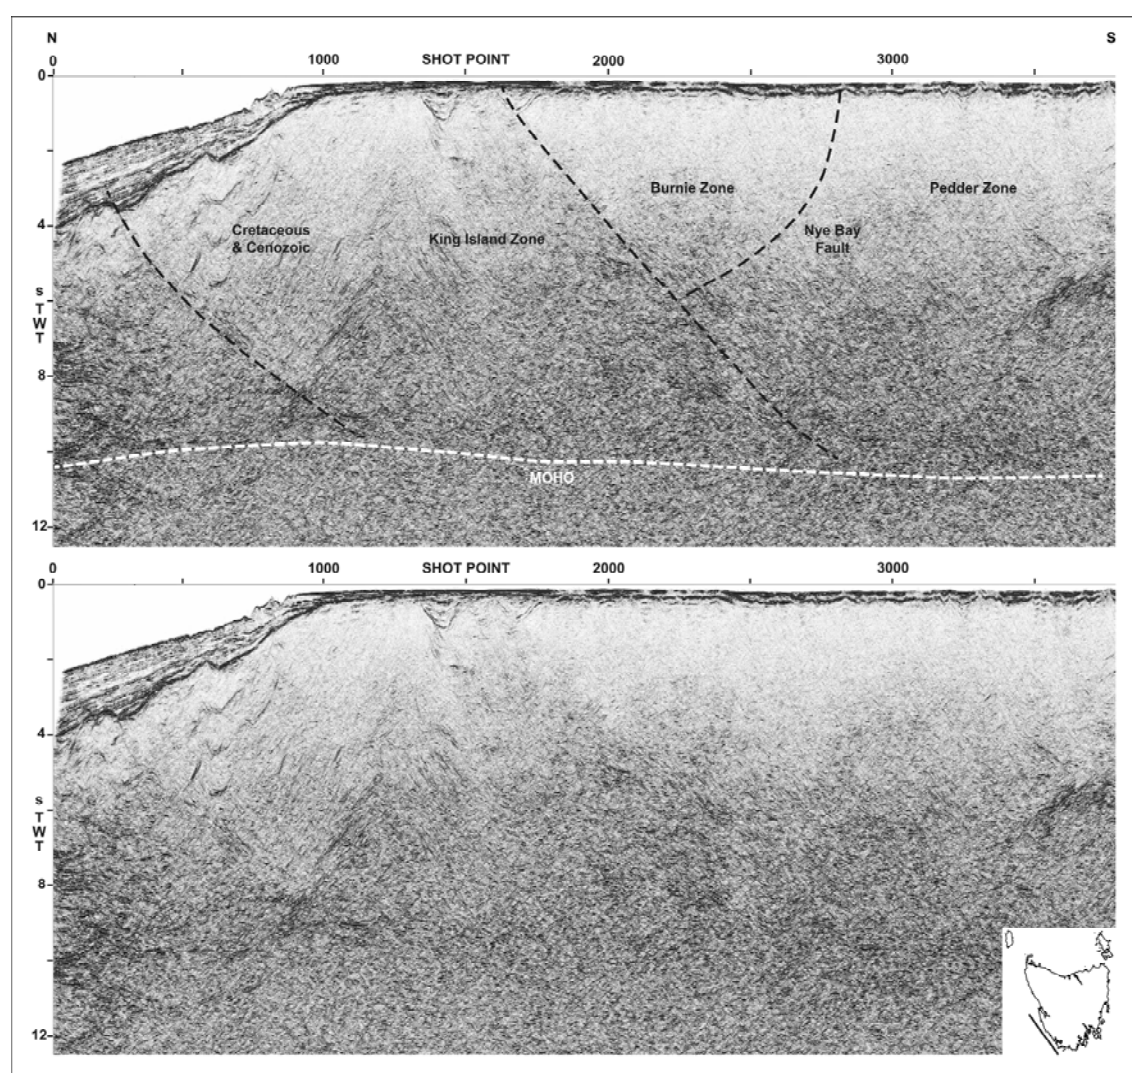 N S
0 1000 SHOT POINT 2000 3000
0
Burnie Zone
Pedder Zone
4
Cretaceous
& Cenozoic
King Island Zone
Nye Bay
Fault
s
T
W
T
8
MOHO
12
0 1000 SHOT POINT 2000 3000
0
4
s
T
W
T
8
12